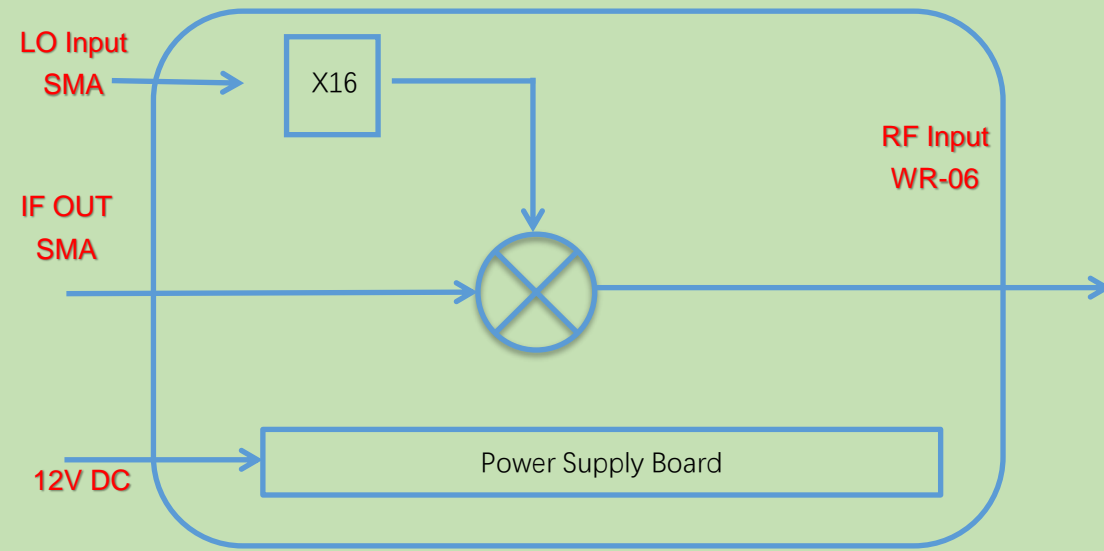 LO Input
SMA
X16
RF Input
WR-06
IF OUT
SMA
12V DC
Power Supply Board